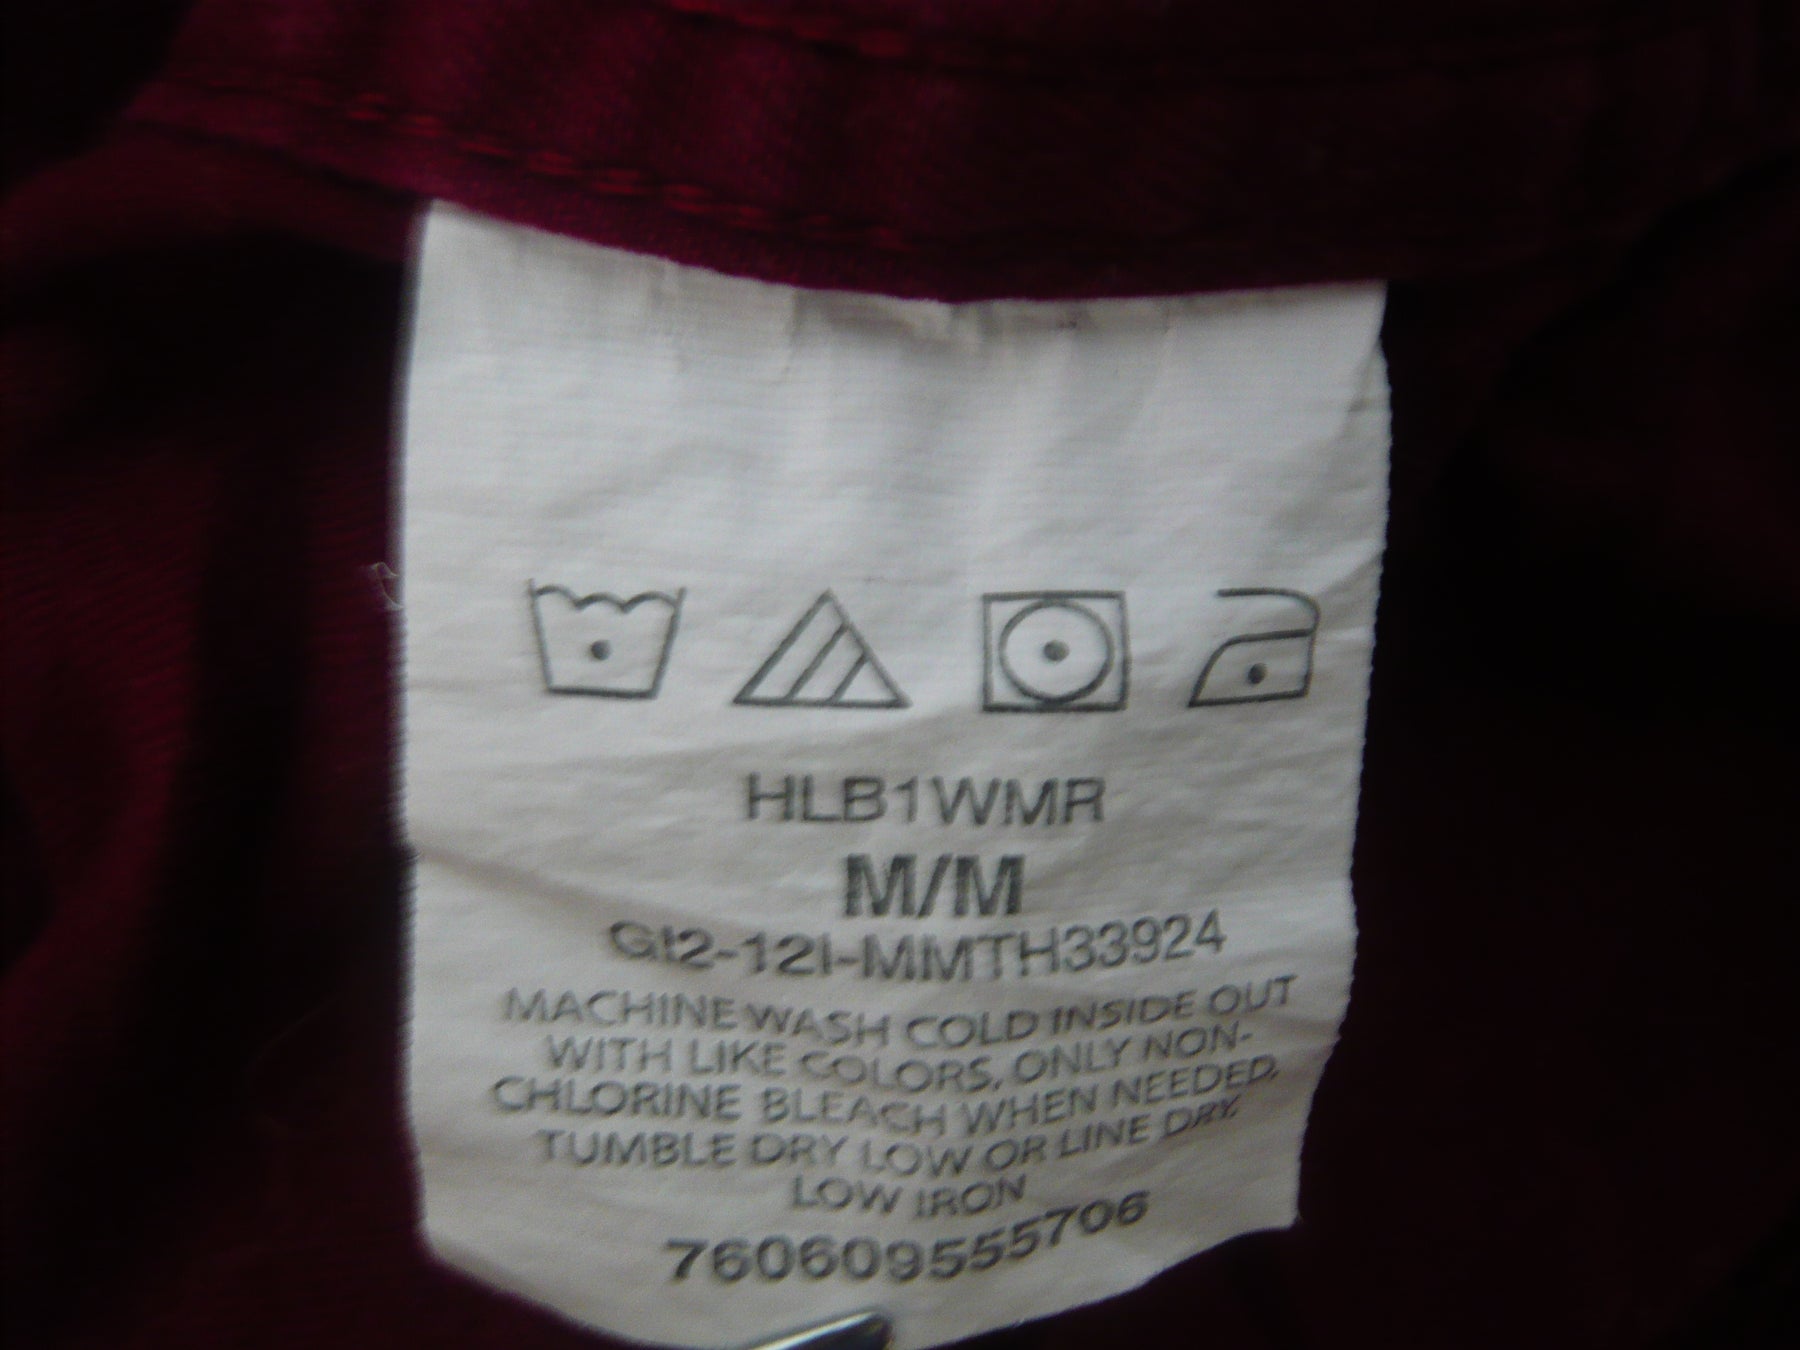 HLB1WMR
M/M
G!2-12I-MMTH33924
MACHINE WASH COLD INSIDE OUT
WITH LIKE COLORS, ONLY NON-
CHLORINE BLEACH WHEN NEEDED,
TUMBLE DRY LOW OR LINE DRY.
LOW IRON
760609555706